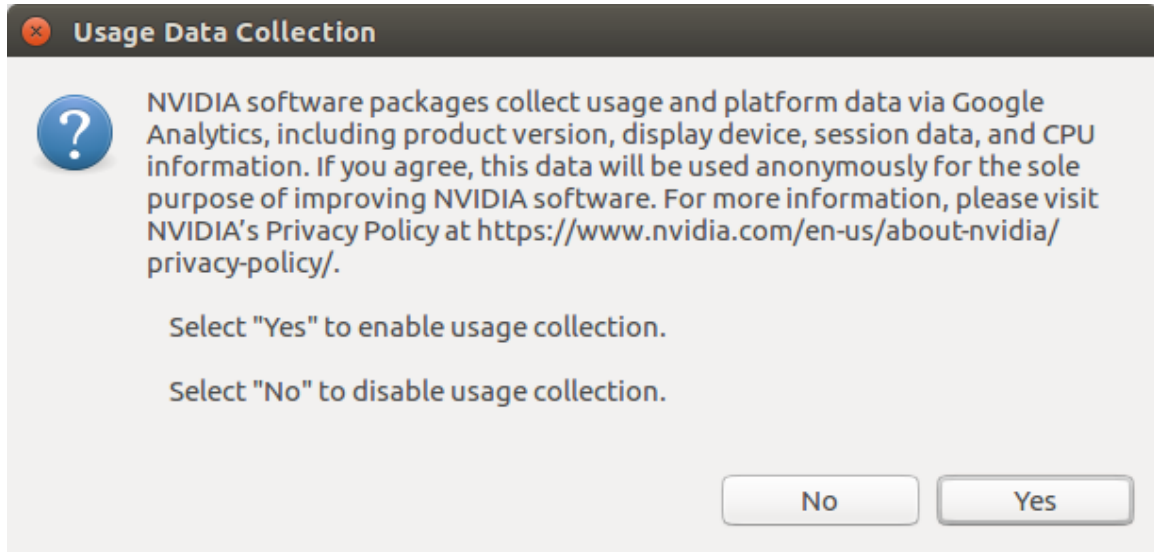 Usage Data Collection
NVIDIA software packages collect usage and platform data via Google
Analytics, including product version, display device, session data, and CPU
information. If you agree, this data will be used anonymously for the sole
purpose of improving NVIDIA software. For more information, please visit
NVIDIA’s Privacy Policy at https://www.nvidia.com/en-us/about-nvidia/
privacy-policy/.
Select "Yes" to enable usage collection.
Select "No" to disable usage collection.
No Yes